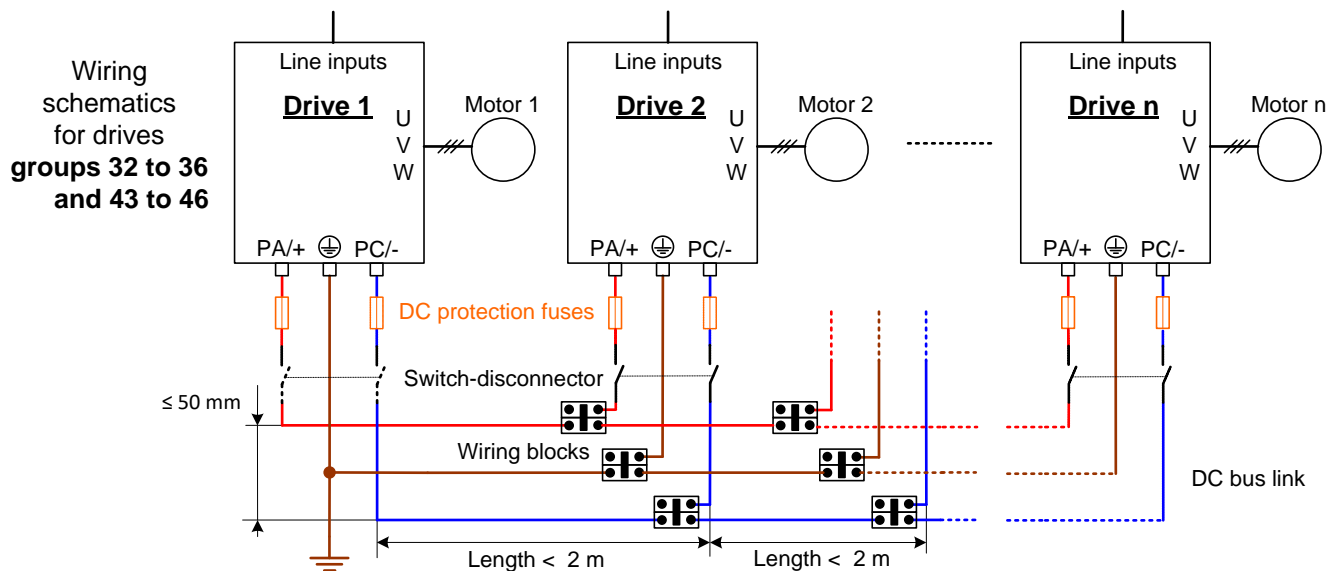 Wiring
schematics
for drives
groups 32 to 36
and 43 to 46
Line inputs
Drive 1
U
V
W
Motor 1
PA/+
PC/-
Line inputs
Drive 2
U
V
W
Motor 2
PA/+
PC/-
Line inputs
Drive n
U
V
W
Motor n
PA/+
PC/-
DC protection fuses
Switch-disconnector
≤ 50 mm
Wiring blocks
DC bus link
Length < 2 m
Length < 2 m